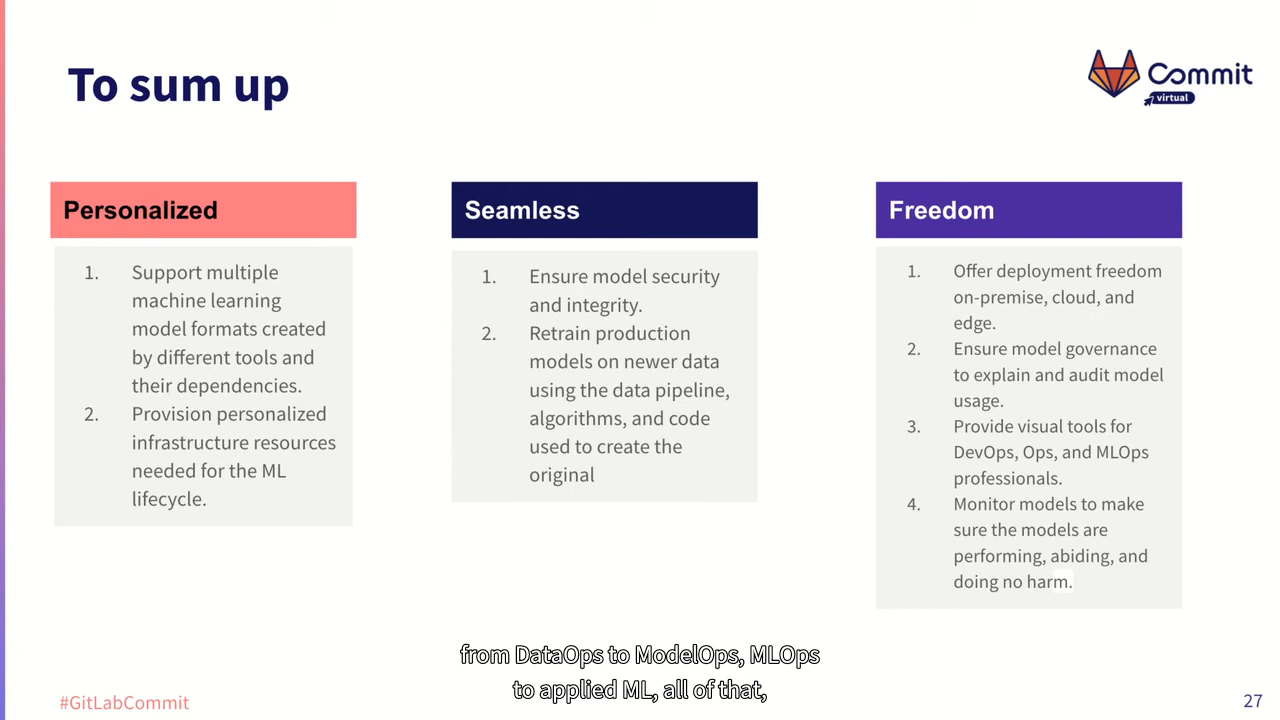 To sum up
Commit
virtual
Personalized
1. Support multiple
machine learning
model formats created
by different tools and
their dependencies.
2. Provision personalized
infrastructure resources
needed for the ML
lifecycle.
Seamless
1. Ensure model security
and integrity.
2. Retrain production
models on newer data
using the data pipeline,
algorithms, and code
used to create the
original
Freedom
1. Offer deployment freedom
on-premise, cloud, and
edge.
2. Ensure model governance
to explain and audit model
usage.
3. Provide visual tools for
DevOps, Ops, and MLOps
professionals.
4. Monitor models to make
sure the models are
performing, abiding, and
doing no harm.
from DataOps to ModelOps, MLOps
to applied ML, all of that,
#GitLabCommit
27